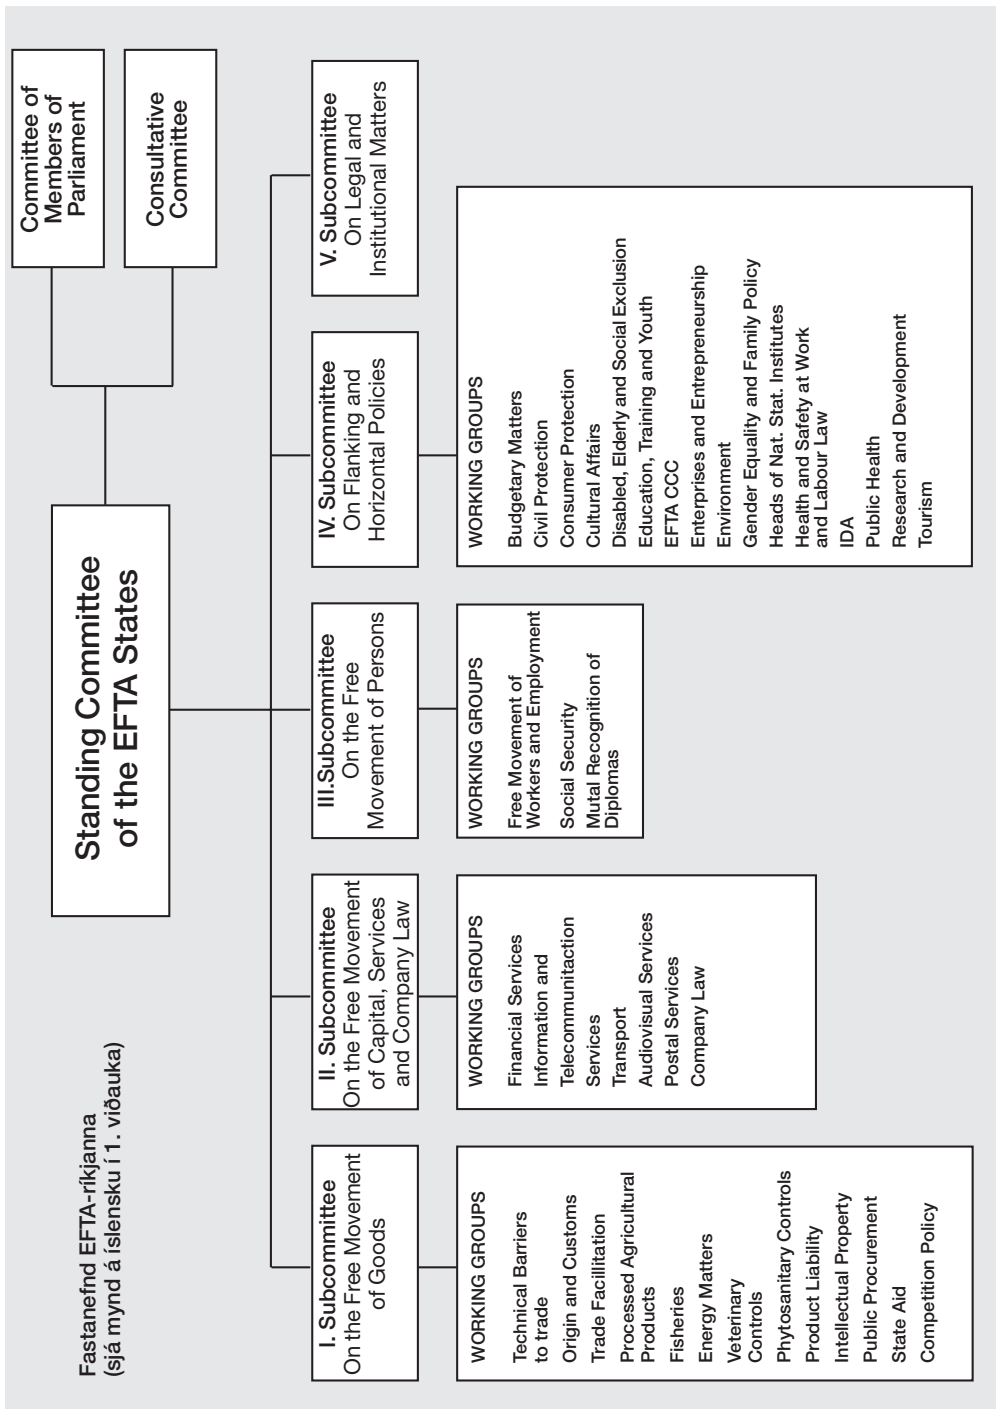 Fastanefnd EFTA-ríkjanna
(sjá mynd á íslensku í 1. viðauka)
Standing Committee
of the EFTA States
Committee of
Members of
Parliament
Consultative
Committee
I. Subcommittee
On the Free Movement
of Goods
II. Subcommittee
On the Free Movement
of Capital, Services
and Company Law
III.Subcommittee
On the Free
Movement of Persons
IV. Subcommittee
On Flanking and
Horizontal Policies
V. Subcommittee
On Legal and
Institutional Matters
WORKING GROUPS
Technical Barriers
to trade
Origin and Customs
Trade Facillitation
Processed Agricultural
Products
Fisheries
Energy Matters
Veterinary
Controls
Phytosanitary Controls
Product Liability
Intellectual Property
Public Procurement
State Aid
Competition Policy
WORKING GROUPS
Financial Services
Information and
Telecommunitaction
Services
Transport
Audiovisual Services
Postal Services
Company Law
WORKING GROUPS
Free Movement of
Workers and Employment
Social Security
Mutal Recognition of
Diplomas
WORKING GROUPS
Budgetary Matters
Civil Protection
Consumer Protection
Cultural Affairs
Disabled, Elderly and Social Exclusion
Education, Training and Youth
EFTA CCC
Enterprises and Entrepreneurship
Environment
Gender Equality and Family Policy
Heads of Nat. Stat. Institutes
Health and Safety at Work
and Labour Law
IDA
Public Health
Research and Development
Tourism